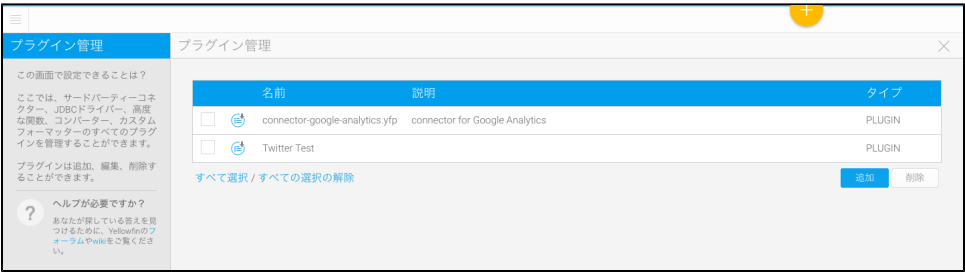 プラグイン管理
この画面で設定できることは？
ここでは、サードパーティーコネ
クター、JDBCドライバー、高度
な関数、コンバーター、カスタム
フォーマッターのすべてのプラグ
インを管理することができます。
プラグインは追加、編集、削除す
ることができます。
ヘルプが必要ですか？
あなたが探している答えを見
つけるために、Yellowfinのフ
ォーラムやwikiをご覧くださ
い。
プラグイン管理
名前 説明 タイプ
connector-google-analytics.yfp connector for Google Analytics PLUGIN
Twitter Test PLUGIN
すべて選択 / すべての選択の解除
追加 削除